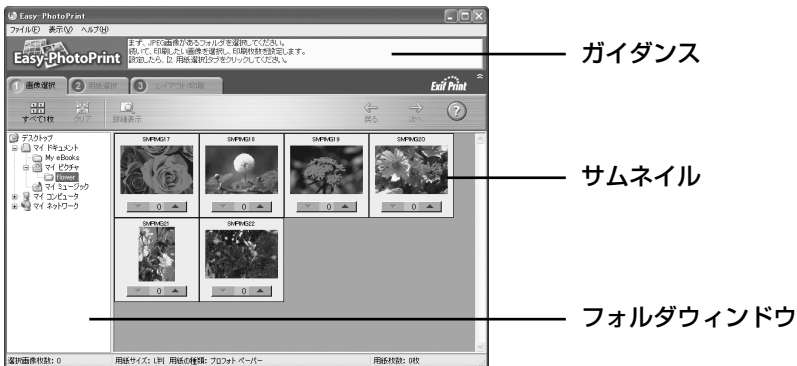 Easy-PhotoPrint
ファイル(F) 表示(V) ヘルプ(H)
Easy-PhotoPrint
まず、JPEG画像があるフォルダを選択してください。
続いて、印刷したい画像を選択し、印刷枚数を設定します。
設定したら、[2. 用紙選択]タブをクリックしてください。
ガイダンス
1 画像選択 2 用紙選択 3 レイアウト/印刷
Exif Print
すべて1枚 クリア 詳細表示 戻る 次へ ?
デスクトップ
マイ ドキュメント
My eBooks
マイ ピクチャ
flower
マイ ミュージック
マイ コンピュータ
マイ ネットワーク
SMPIMG17 SMPIMG18 SMPIMG19 SMPIMG20
0 0 0 0
サムネイル
SMPIMG21 SMPIMG22
0 0
フォルダウィンドウ
選択画像枚数: 0 用紙サイズ: L判 用紙の種類: プロフォト ペーパー 用紙枚数: 0枚